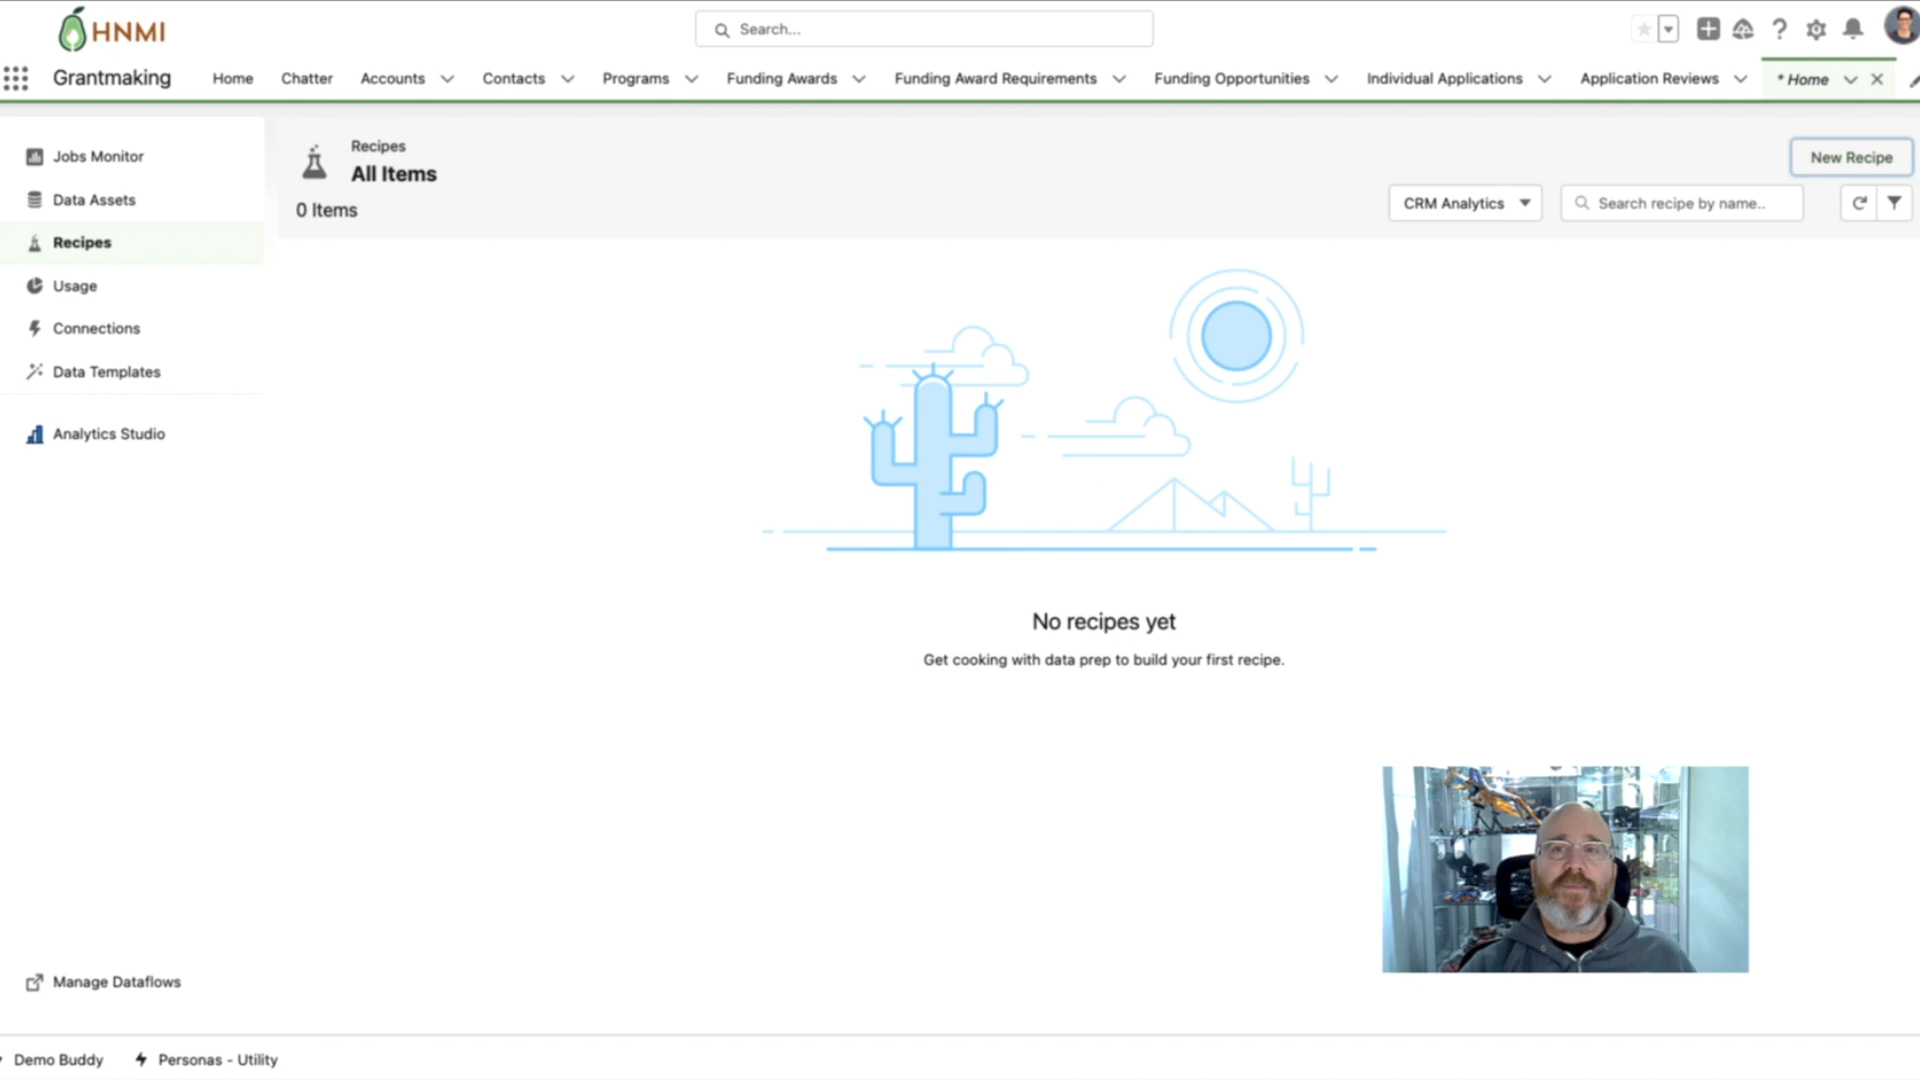 HNMI
Search...
Grantmaking
Home
Chatter
Accounts
Contacts
Programs
Funding Awards
Funding Award Requirements
Funding Opportunities
Individual Applications
Application Reviews
* Home
Jobs Monitor
Data Assets
Recipes
Usage
Connections
Data Templates
Analytics Studio
Manage Dataflows
Recipes
All Items
0 Items
New Recipe
CRM Analytics
Search recipe by name..
No recipes yet
Get cooking with data prep to build your first recipe.
Demo Buddy
Personas - Utility